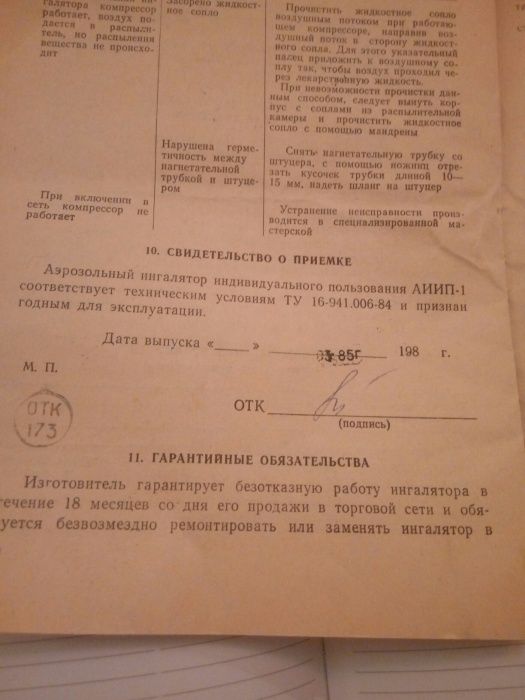 галятора компрессор
работает, воздух по-
дается в распыли-
тель, но распыления
вещества не происхо-
дит
Засорено жидкост-
ное сопло
Прочистить жидкостное сопло
воздушным потоком при работаю-
щем компрессоре, направив воз-
душный поток в сторону жидкост-
ного сопла. Для этого указательный
палец приложить к воздушному со-
плу так, чтобы воздух проходил че-
рез лекарственную жидкость.
При невозможности прочистки дан-
ным способом, следует вынуть кор-
пус с соплами из распылительной
камеры и прочистить жидкостное
сопло с помощью мандрены
Нарушена герме-
тичность между
нагнетательной
трубкой и штуце-
ром
Снять нагнетательную трубку со
штуцера, с помощью ножниц отре-
зать кусочек трубки длиной 10—
15 мм, надеть шланг на штуцер
При включении в
сеть компрессор не
работает
Устранение неисправности произ-
водится в специализированной ма-
стерской
10. СВИДЕТЕЛЬСТВО О ПРИЕМКЕ
Аэрозольный ингалятор индивидуального пользования АИИП-1
соответствует техническим условиям ТУ 16-941.006-84 и признан
годным для эксплуатации.
Дата выпуска «____» 85г 198 г.
М. П.
ОТК
173
ОТК
(подпись)
11. ГАРАНТИЙНЫЕ ОБЯЗАТЕЛЬСТВА
Изготовитель гарантирует безотказную работу ингалятора в
течение 18 месяцев со дня его продажи в торговой сети и обя-
уется безвозмездно ремонтировать или заменять ингалятор в